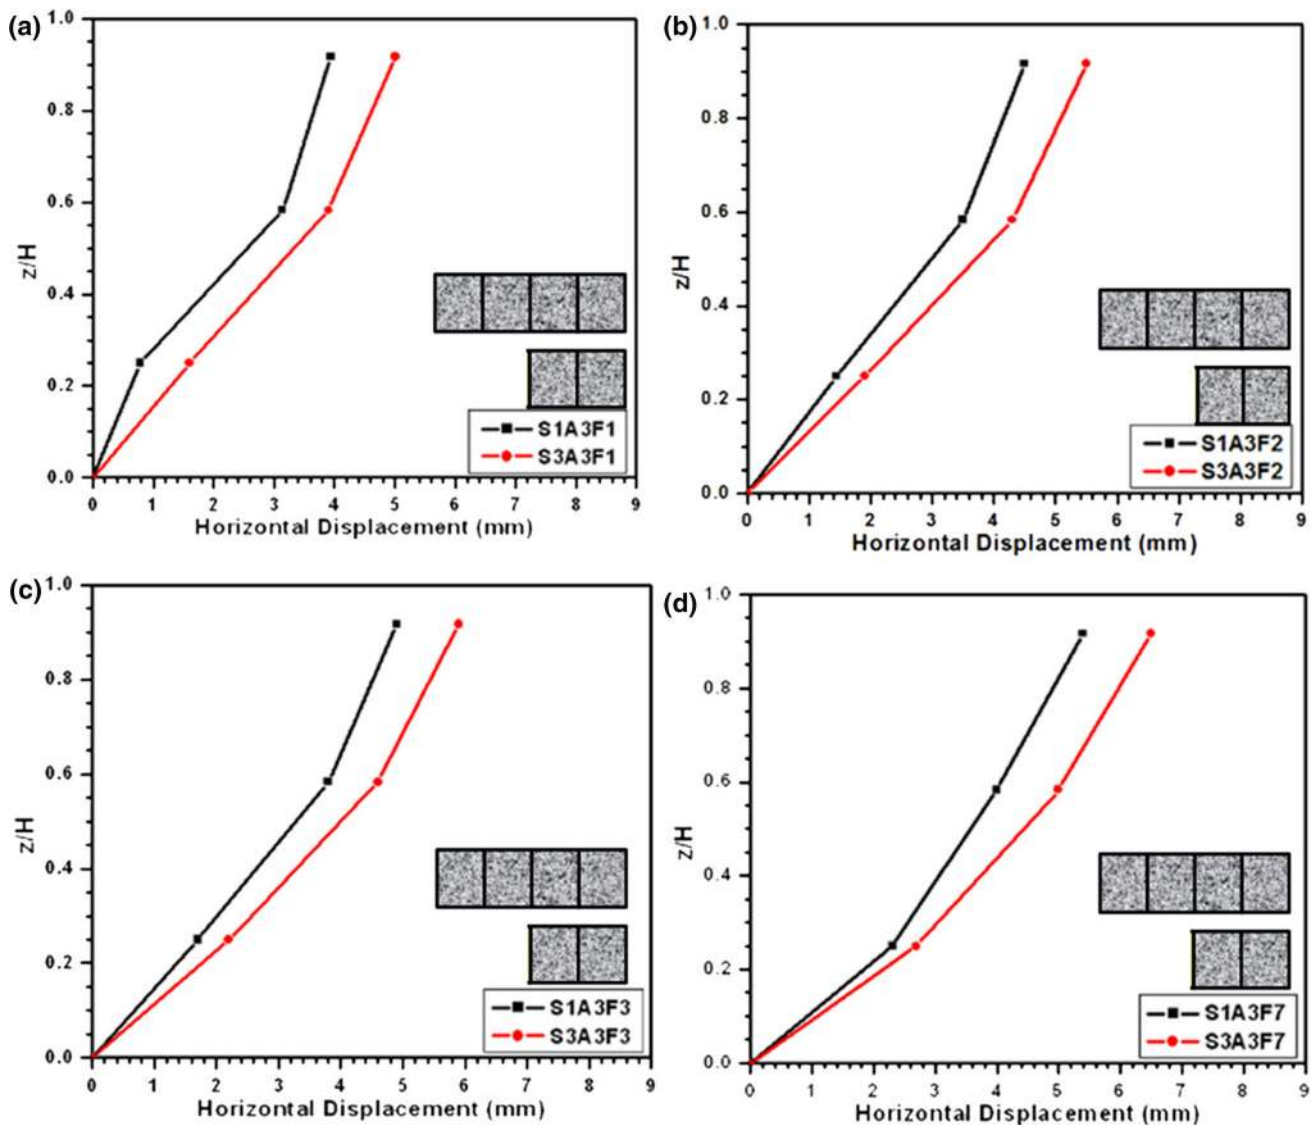 (a)
1.0
0.8
0.6
0.4
0.2
0.0
z/H
S1A3F1
S3A3F1
0 1 2 3 4 5 6 7 8 9
Horizontal Displacement (mm)
(b)
1.0
0.8
0.6
0.4
0.2
0.0
z/H
S1A3F2
S3A3F2
0 1 2 3 4 5 6 7 8 9
Horizontal Displacement (mm)
(c)
1.0
0.8
0.6
0.4
0.2
0.0
z/H
S1A3F3
S3A3F3
0 1 2 3 4 5 6 7 8 9
Horizontal Displacement (mm)
(d)
1.0
0.8
0.6
0.4
0.2
0.0
z/H
S1A3F7
S3A3F7
0 1 2 3 4 5 6 7 8 9
Horizontal Displacement (mm)